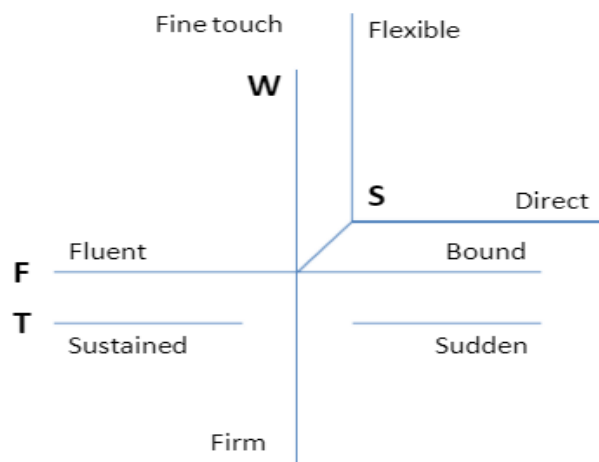 Fine touch
Flexible
W
S
Direct
Fluent
Bound
F
T
Sustained
Sudden
Firm